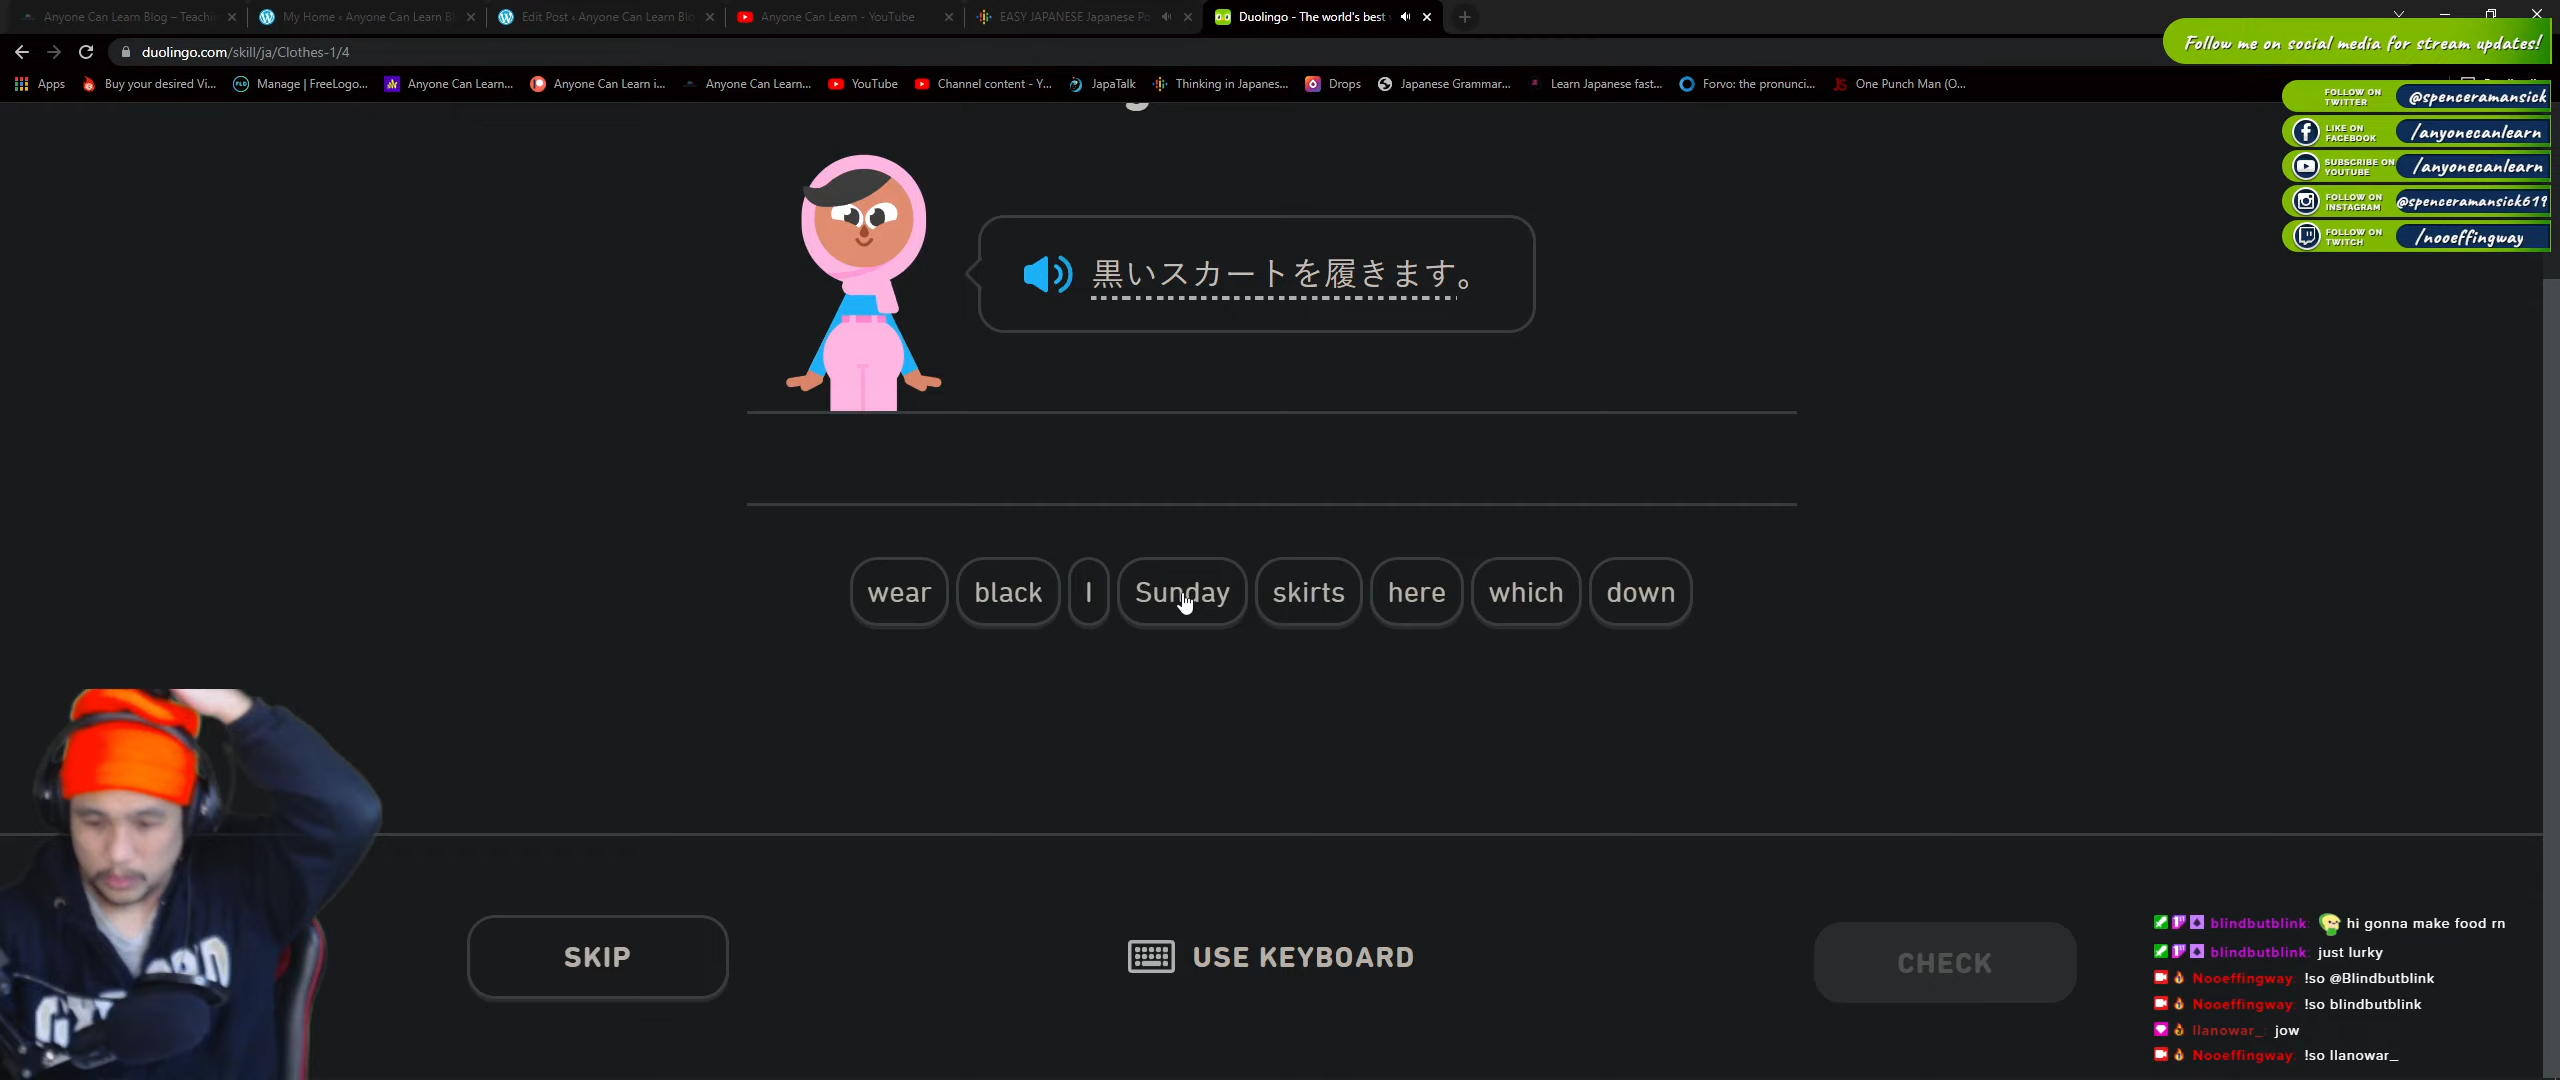 Anyone Can Learn Blog – Teachi
My Home ‹ Anyone Can Learn Bl
Edit Post ‹ Anyone Can Learn Blo
Anyone Can Learn - YouTube
EASY JAPANESE Japanese Po
Duolingo - The world's best
duolingo.com/skill/ja/Clothes-1/4
Follow me on social media for stream updates!
Apps
Buy your desired Vi...
Manage | FreeLogo...
Anyone Can Learn...
Anyone Can Learn i...
Anyone Can Learn...
YouTube
Channel content - Y...
JapaTalk
Thinking in Japanes...
Drops
Japanese Grammar...
Learn Japanese fast...
Forvo: the pronunci...
One Punch Man (O...
FOLLOW ON TWITTER @spenceramansick
LIKE ON FACEBOOK /anyonecanlearn
SUBSCRIBE ON YOUTUBE /anyonecanlearn
FOLLOW ON INSTAGRAM @spenceramansick619
FOLLOW ON TWITCH /nooeffingway
黒いスカートを履きます。
wear black I Sunday skirts here which down
SKIP
USE KEYBOARD
CHECK
blindbutblink: hi gonna make food rn
blindbutblink: just lurky
Nooeffingway: !so @Blindbutblink
Nooeffingway: !so blindbutblink
llanowar_: jow
Nooeffingway: !so llanowar_